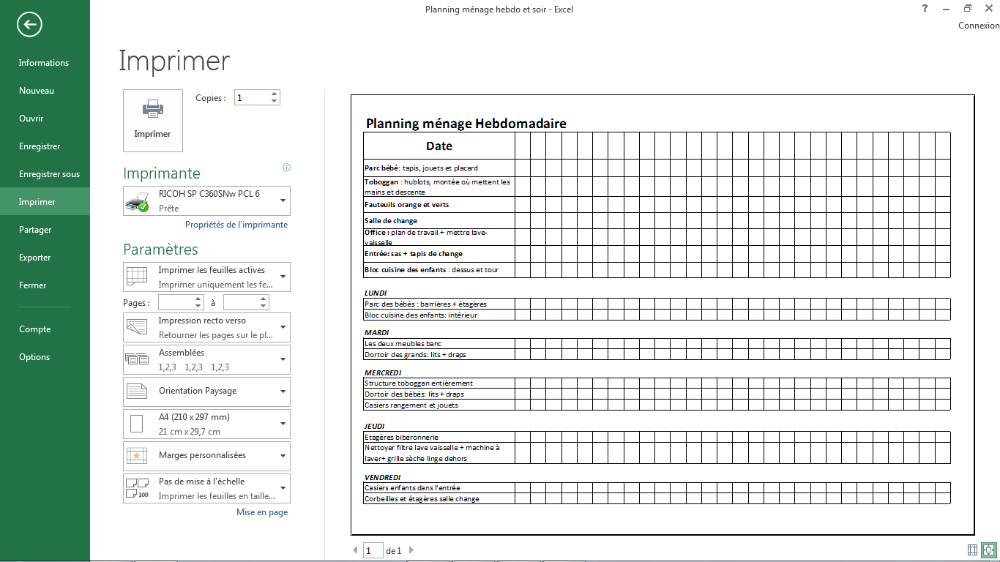 Planning ménage hebdo et soir - Excel
?
Connexion
Informations
Nouveau
Ouvrir
Enregistrer
Enregistrer sous
Imprimer
Partager
Exporter
Fermer
Compte
Options
Imprimer
Imprimer
Copies :
1
Imprimante
RICOH SP C360SNw PCL 6
Prête
Propriétés de l'imprimante
Paramètres
Imprimer les feuilles actives
Imprimer uniquement les fe...
Pages :
à
Impression recto verso
Retourner les pages sur le pl...
Assemblées
1,2,3 1,2,3 1,2,3
Orientation Paysage
A4 (210 x 297 mm)
21 cm x 29,7 cm
Marges personnalisées
Pas de mise à l'échelle
Imprimer les feuilles en taille...
100
Mise en page
Planning ménage Hebdomadaire
Date
Parc bébé: tapis, jouets et placard
Toboggan : hublots, montée où mettent les
mains et descente
Fauteuils orange et verts
Salle de change
Office : plan de travail + mettre lave-
vaisselle
Entrée: sas + tapis de change
Bloc cuisine des enfants : dessus et tour
LUNDI
Parc des bébés : barrières + étagères
Bloc cuisine des enfants: intérieur
MARDI
Les deux meubles banc
Dortoir des grands: lits + draps
MERCREDI
Structure toboggan entièrement
Dortoir des bébés: lits + draps
Casiers rangement et jouets
JEUDI
Etagères biberonnerie
Nettoyer filtre lave vaisselle + machine à
laver+ grille sèche linge dehors
VENDREDI
Casiers enfants dans l'entrée
Corbeilles et étagères salle change
1 de 1